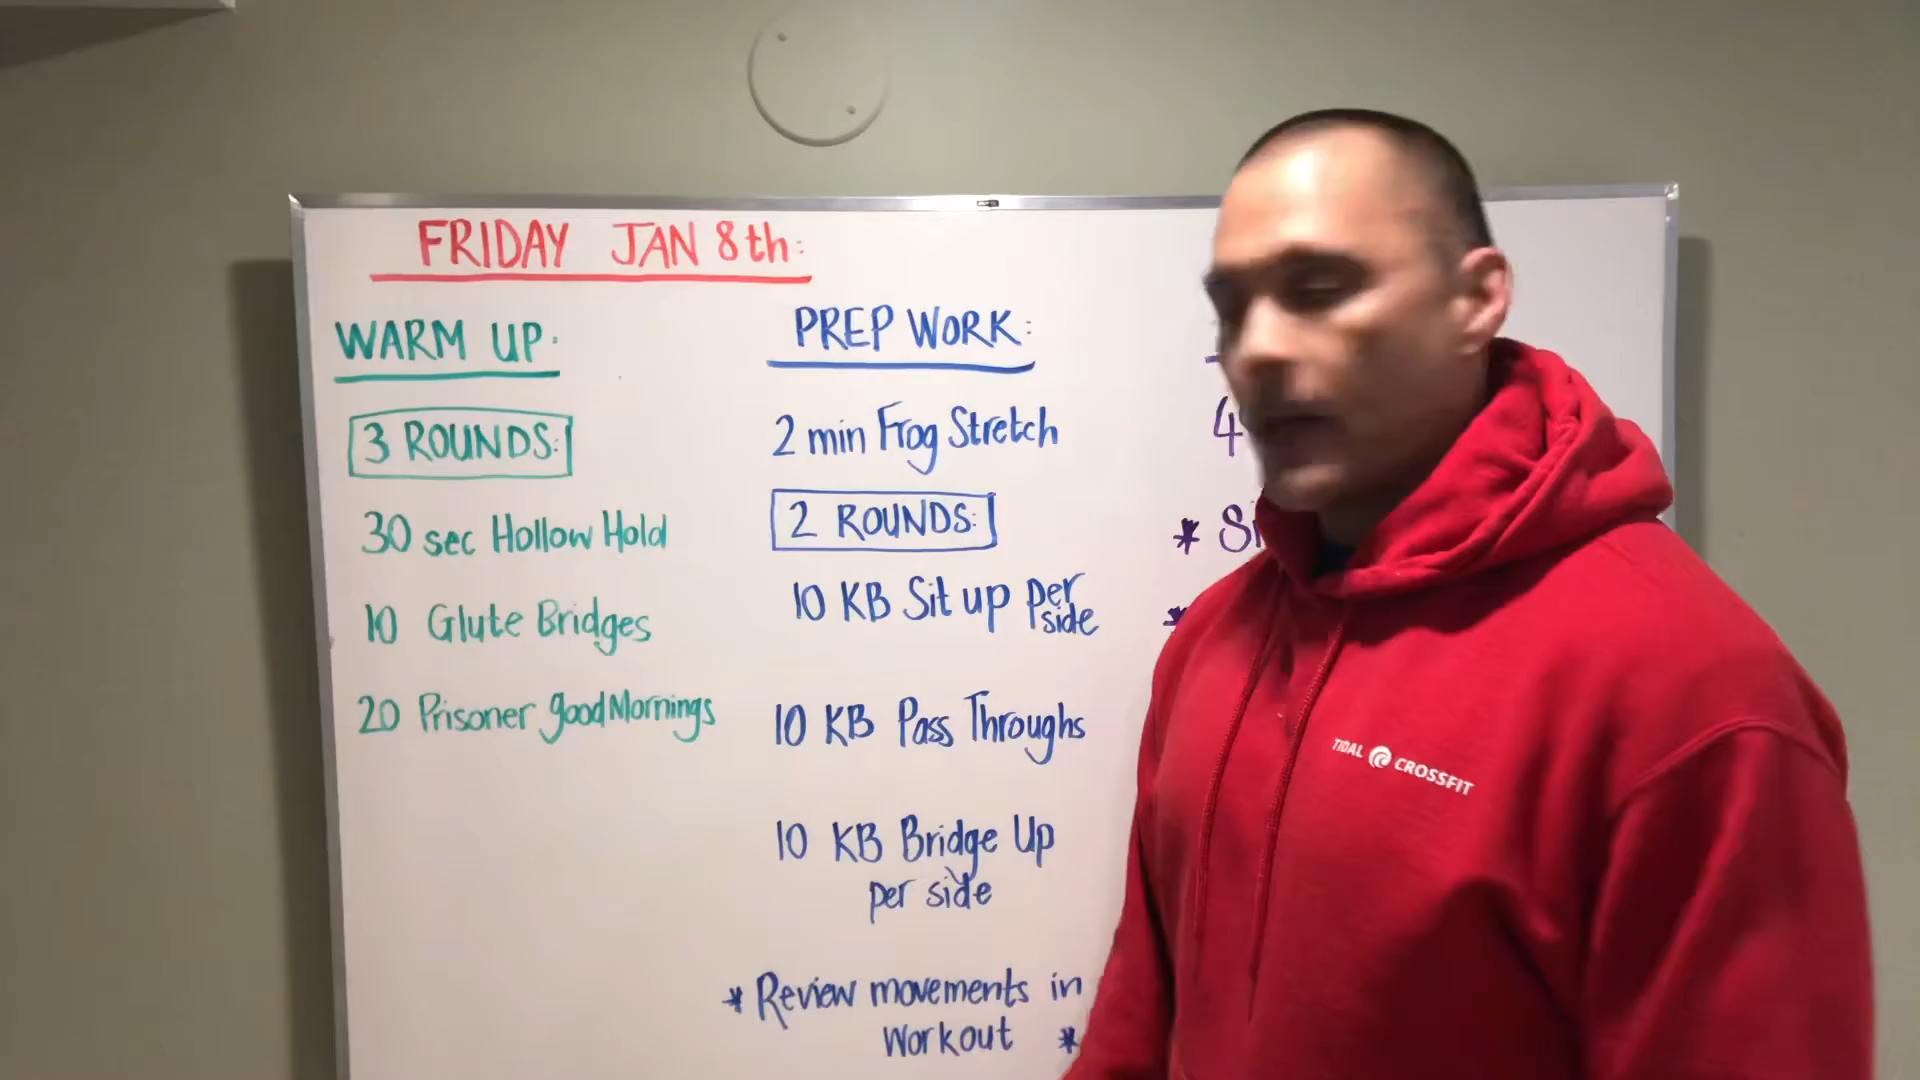 FRIDAY JAN 8th:
WARM UP:
3 ROUNDS:
30 sec Hollow Hold
10 Glute Bridges
20 Prisoner good Mornings
PREP WORK:
2 min Frog Stretch
2 ROUNDS:
10 KB Sit up per
side
10 KB Pass Throughs
10 KB Bridge Up
per side
* Review movements in
Workout *
4
*
*
TIDAL CROSSFIT